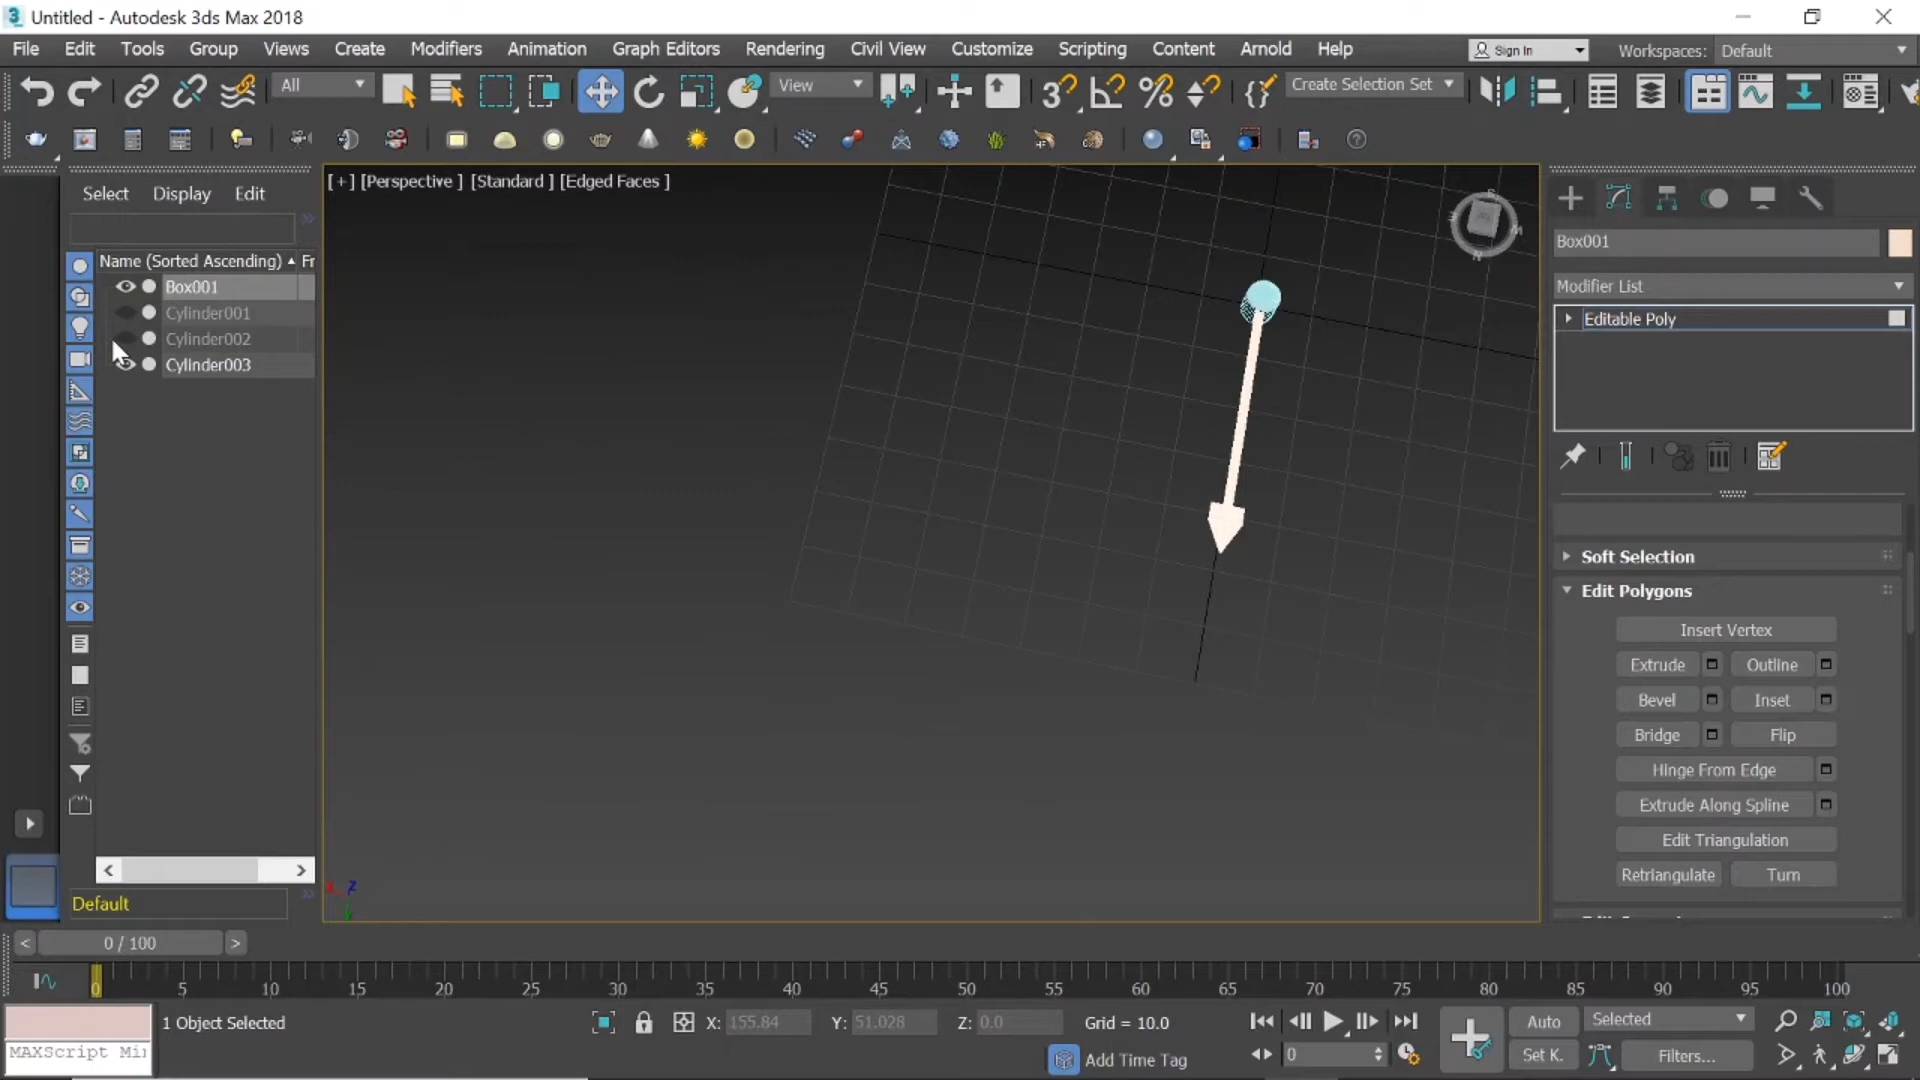 Untitled - Autodesk 3ds Max 2018
File Edit Tools Group Views Create Modifiers Animation Graph Editors Rendering Civil View Customize Scripting Content Arnold Help Sign In Workspaces: Default
All View Create Selection Set
Select Display Edit
[ + ] [Perspective ] [Standard ] [Edged Faces ]
Name (Sorted Ascending) Fr
Box001
Cylinder001
Cylinder002
Cylinder003
Default
Box001
Modifier List
Editable Poly
Soft Selection
Edit Polygons
Insert Vertex
Extrude Outline
Bevel Inset
Bridge Flip
Hinge From Edge
Extrude Along Spline
Edit Triangulation
Retriangulate Turn
X Z
< 0 / 100 >
0 5 10 15 20 25 30 35 40 45 50 55 60 65 70 75 80 85 90 95 100
1 Object Selected X: 155.84 Y: 51.028 Z: 0.0 Grid = 10.0 Auto Selected
MAXScript Mi Add Time Tag 0 Set K. Filters...